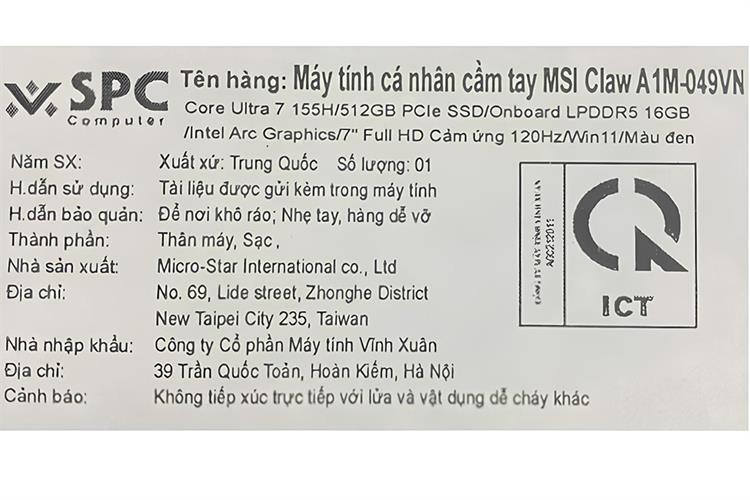 SPC
Computer
Tên hàng: Máy tính cá nhân cầm tay MSI Claw A1M-049VN
Core Ultra 7 155H/512GB PCIe SSD/Onboard LPDDR5 16GB
/Intel Arc Graphics/7" Full HD Cảm ứng 120Hz/Win11/Màu đen
Năm SX: Xuất xứ: Trung Quốc Số lượng: 01
H.dẫn sử dụng: Tài liệu được gửi kèm trong máy tính
H.dẫn bảo quản: Để nơi khô ráo; Nhẹ tay, hàng dễ vỡ
Thành phần: Thân máy, Sạc,
Nhà sản xuất: Micro-Star International co., Ltd
Địa chỉ: No. 69, Lide street, Zhonghe District
New Taipei City 235, Taiwan
Nhà nhập khẩu: Công ty Cổ phần Máy tính Vĩnh Xuân
Địa chỉ: 39 Trần Quốc Toản, Hoàn Kiếm, Hà Nội
Cảnh báo: Không tiếp xúc trực tiếp với lửa và vật dụng dễ cháy khác
ICT